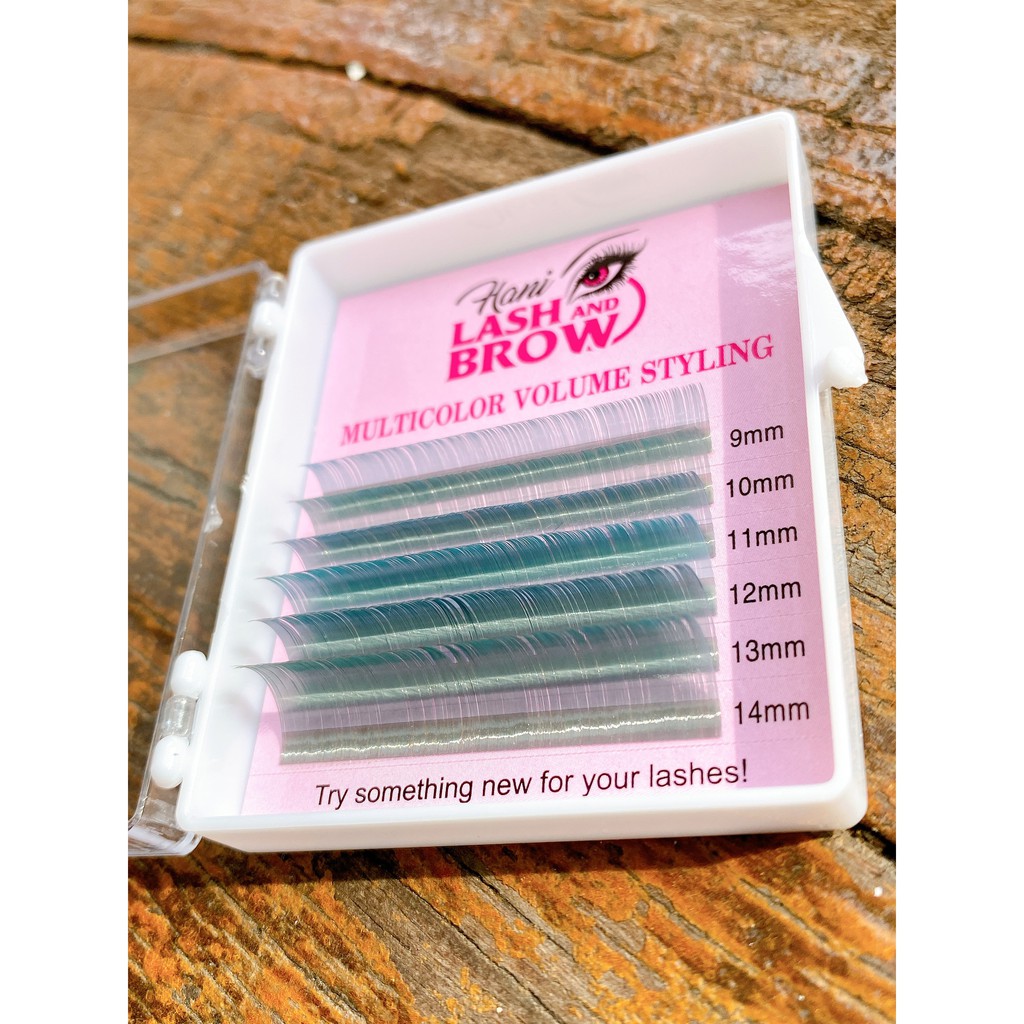 Hani
LASH AND
BROW
MULTICOLOR VOLUME STYLING
9mm
10mm
11mm
12mm
13mm
14mm
Try something new for your lashes!